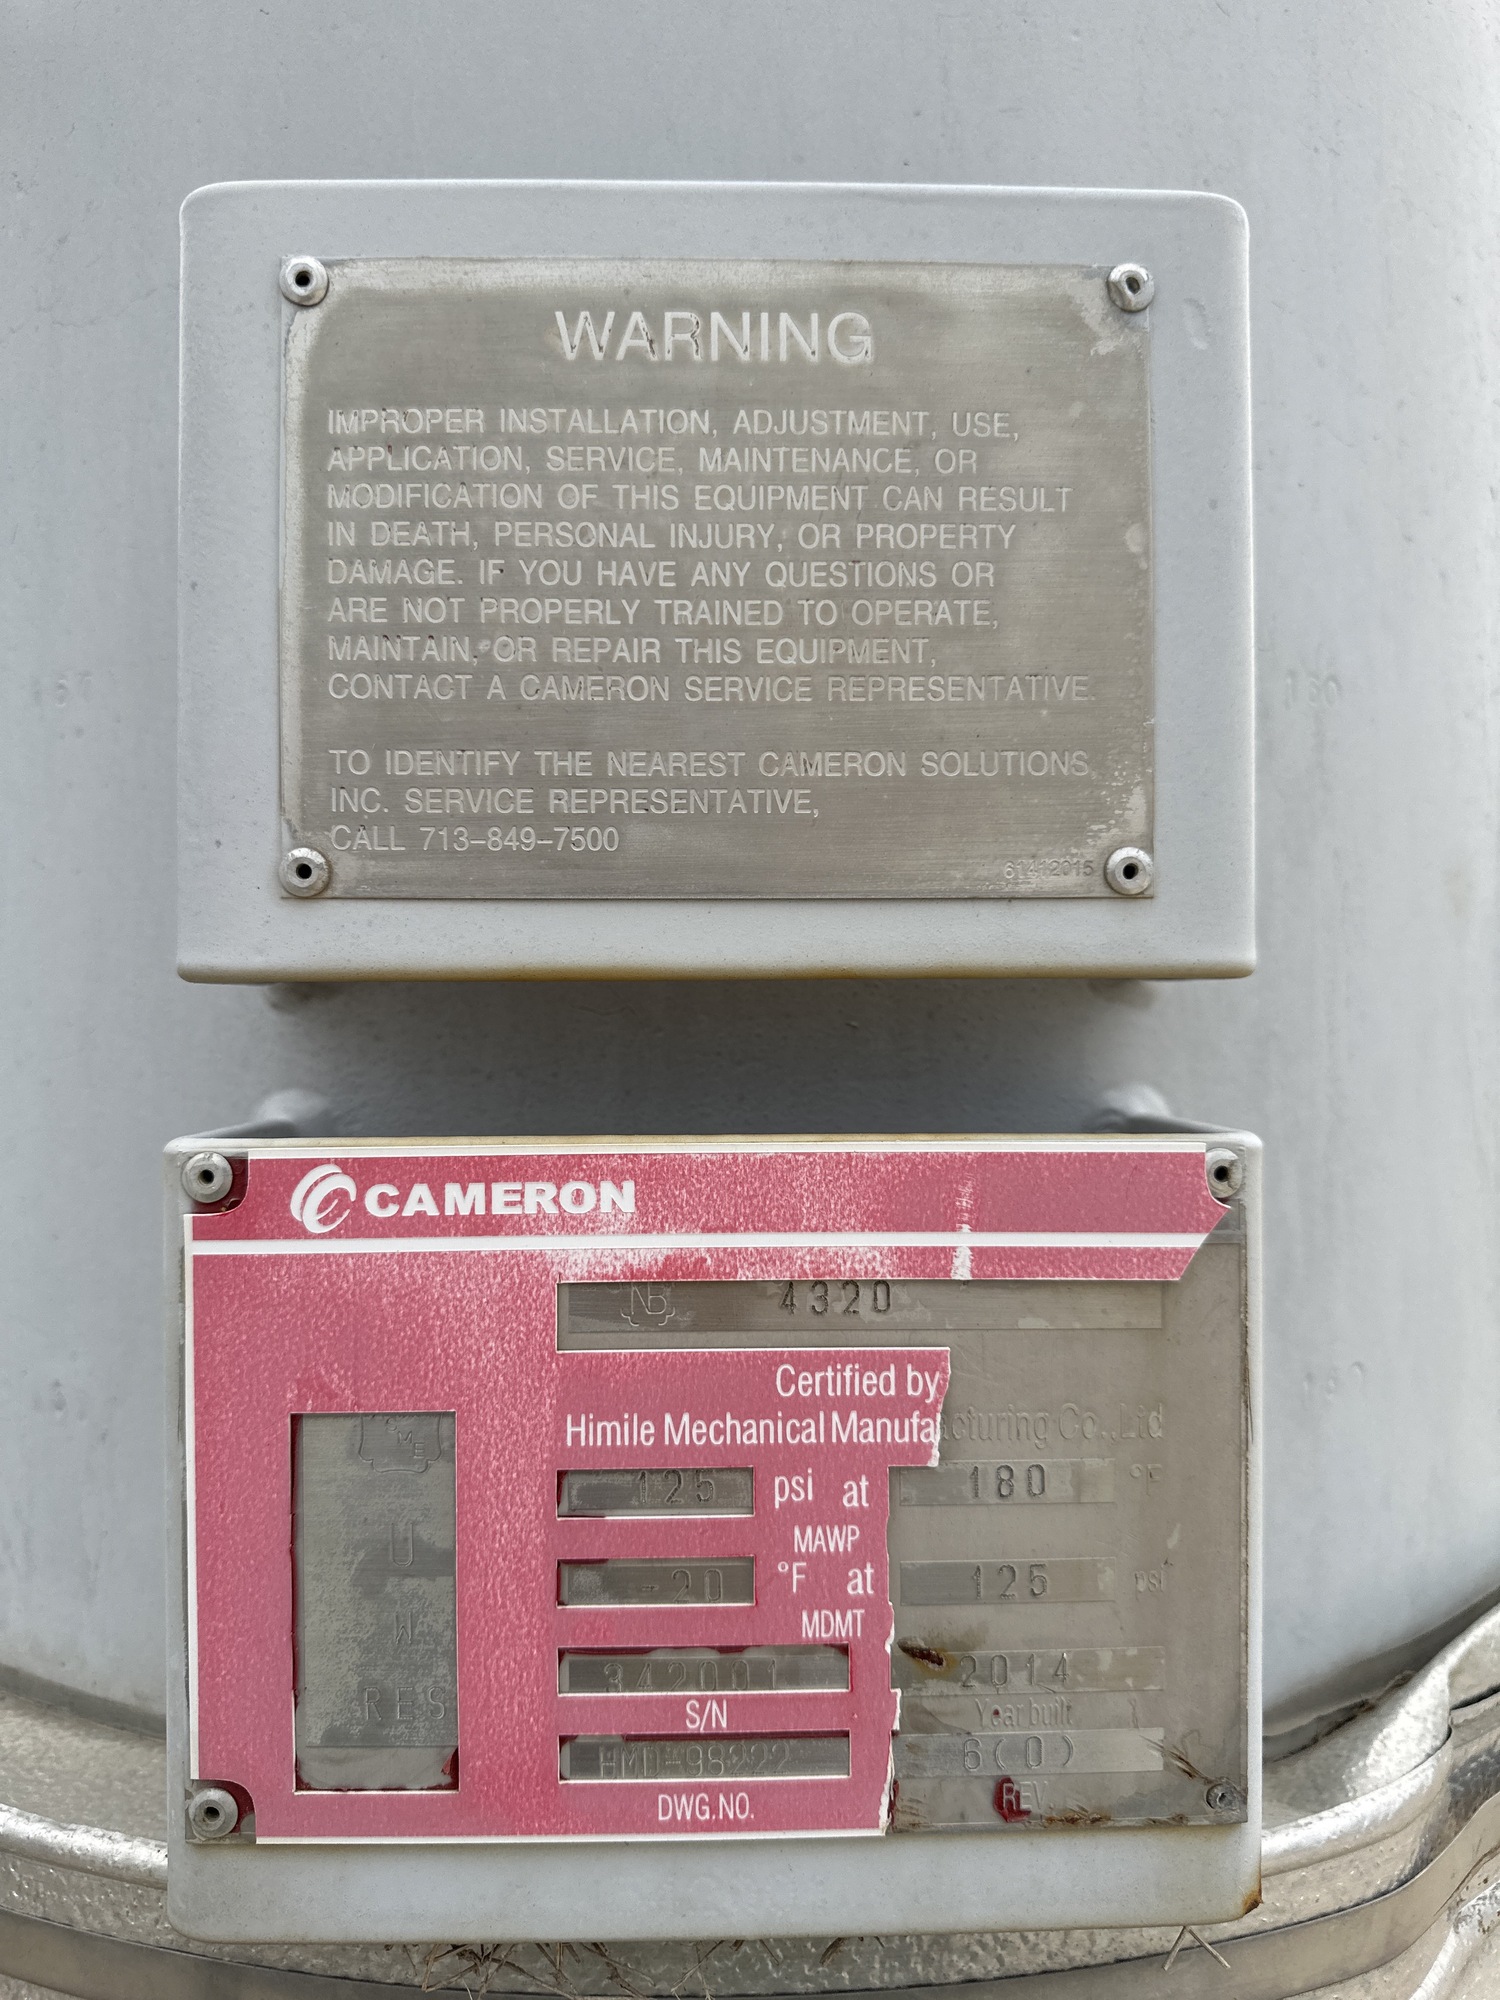 WARNING
IMPROPER INSTALLATION, ADJUSTMENT, USE,
APPLICATION, SERVICE, MAINTENANCE, OR
MODIFICATION OF THIS EQUIPMENT CAN RESULT
IN DEATH, PERSONAL INJURY, OR PROPERTY
DAMAGE. IF YOU HAVE ANY QUESTIONS OR
ARE NOT PROPERLY TRAINED TO OPERATE,
MAINTAIN, OR REPAIR THIS EQUIPMENT,
CONTACT A CAMERON SERVICE REPRESENTATIVE.
TO IDENTIFY THE NEAREST CAMERON SOLUTIONS,
INC. SERVICE REPRESENTATIVE,
CALL 713-849-7500
61412015
CAMERON
NB 4320
Certified by
Himile Mechanical Manufacturing Co.,Ltd
125 psi at 180 °F
MAWP
-20 °F at 125 psi
MDMT
342001 2014
S/N Year built
HMD-98222 6(0)
DWG.NO. REV.
U
W
RES